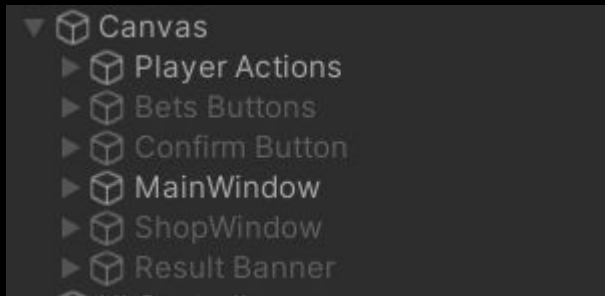 Canvas
Player Actions
Bets Buttons
Confirm Button
MainWindow
ShopWindow
Result Banner